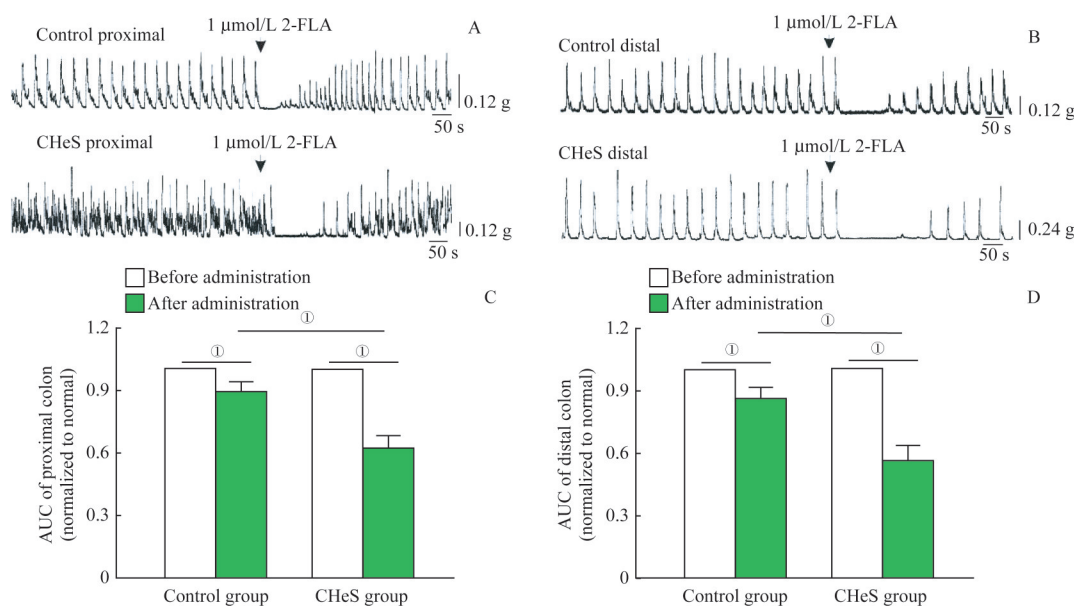 1 μmol/L 2-FLA
A
Control proximal
0.12 g
50 s
CHeS proximal
1 μmol/L 2-FLA
0.12 g
50 s
1 μmol/L 2-FLA
B
Control distal
0.12 g
50 s
CHeS distal
1 μmol/L 2-FLA
0.24 g
50 s
Before administration
After administration
C
①
①
①
1.2
0.9
0.6
0.3
0
AUC of proximal colon
(normalized to normal)
Control group
CHeS group
Before administration
After administration
D
①
①
①
1.2
0.9
0.6
0.3
0
AUC of distal colon
(normalized to normal)
Control group
CHeS group